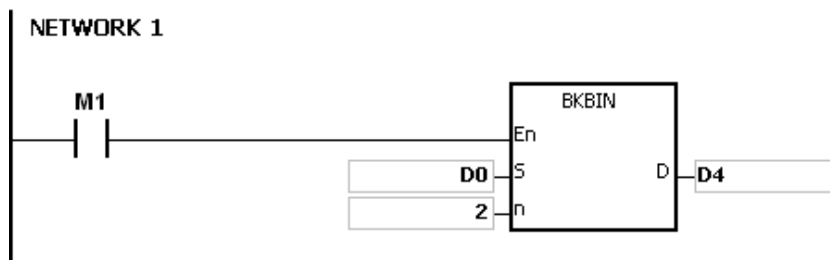 NETWORK 1
M1
BKBIN
En
D0 S D D4
2 n